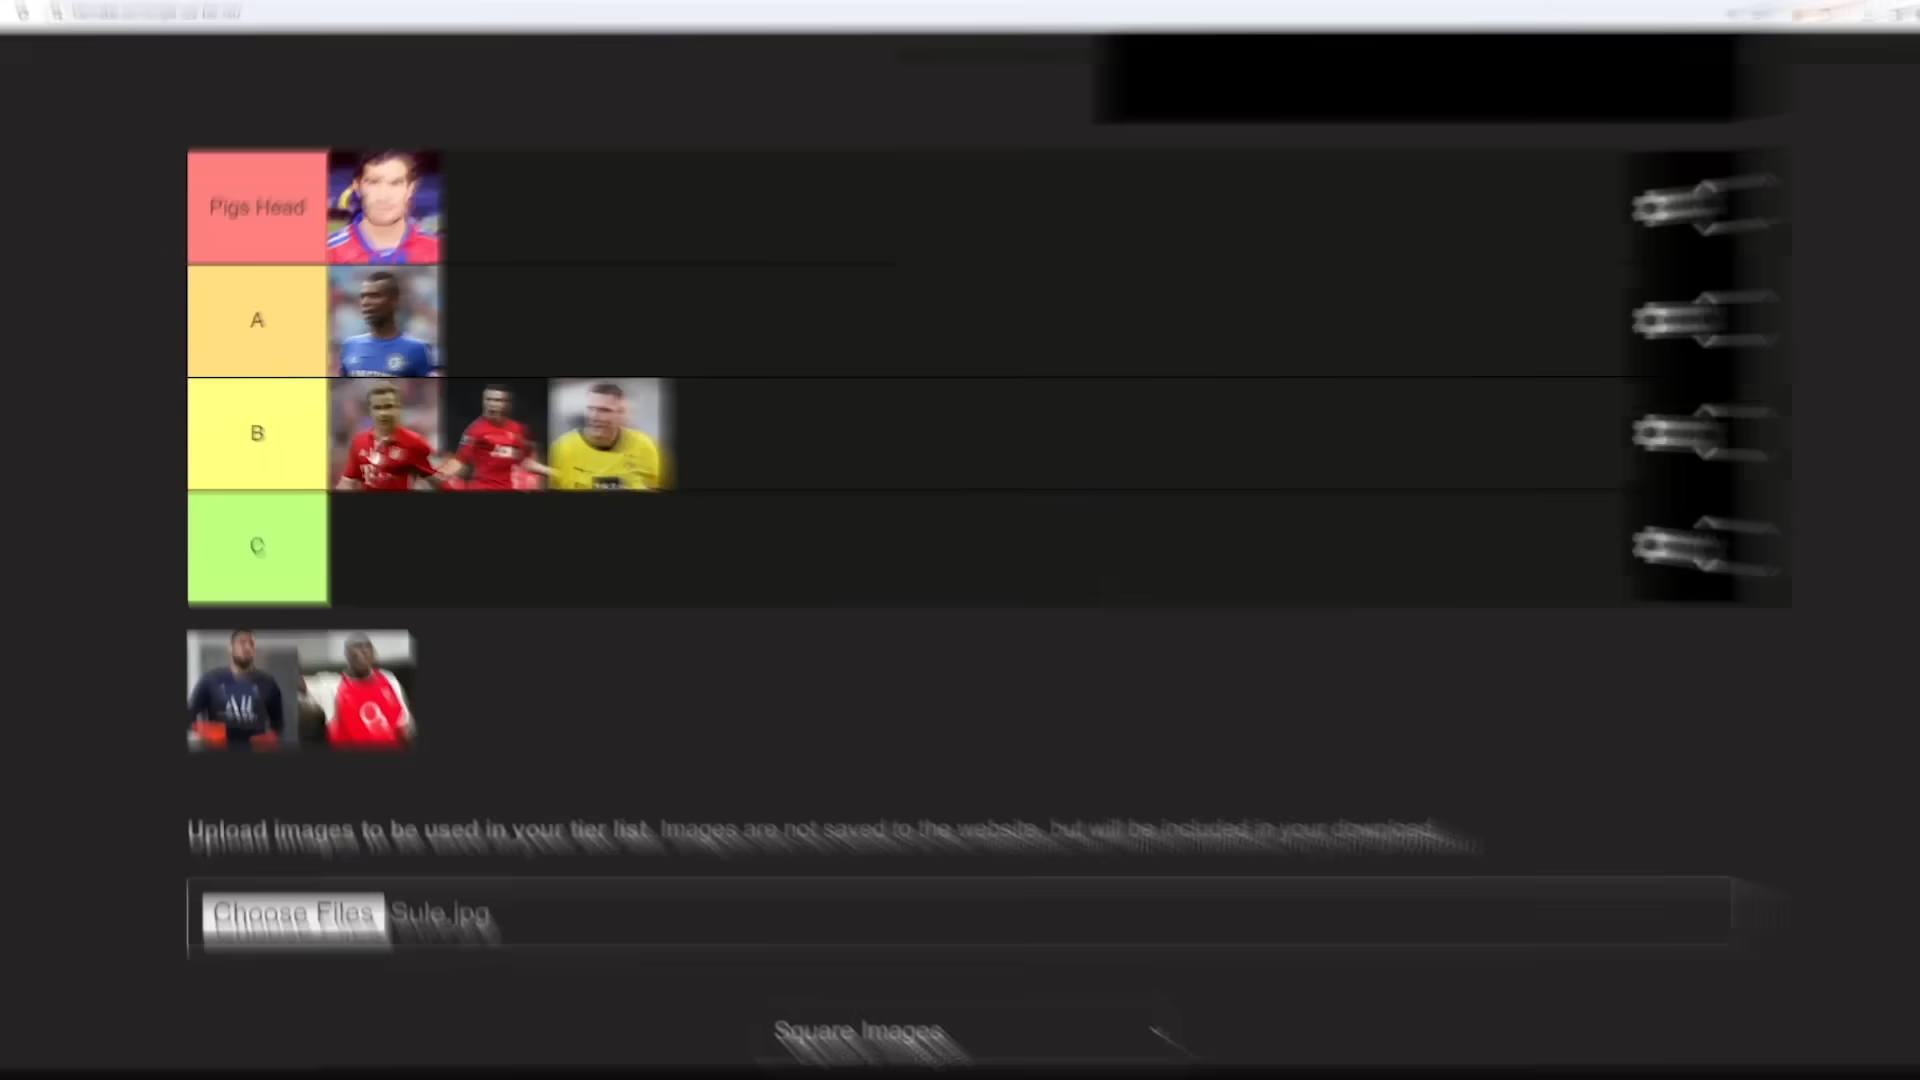 Pigs Head
A
B
C
Upload images to be used in your tier list. Images are not saved to the website, but will be included in your download.
Choose Files Sule.jpg
Square Images